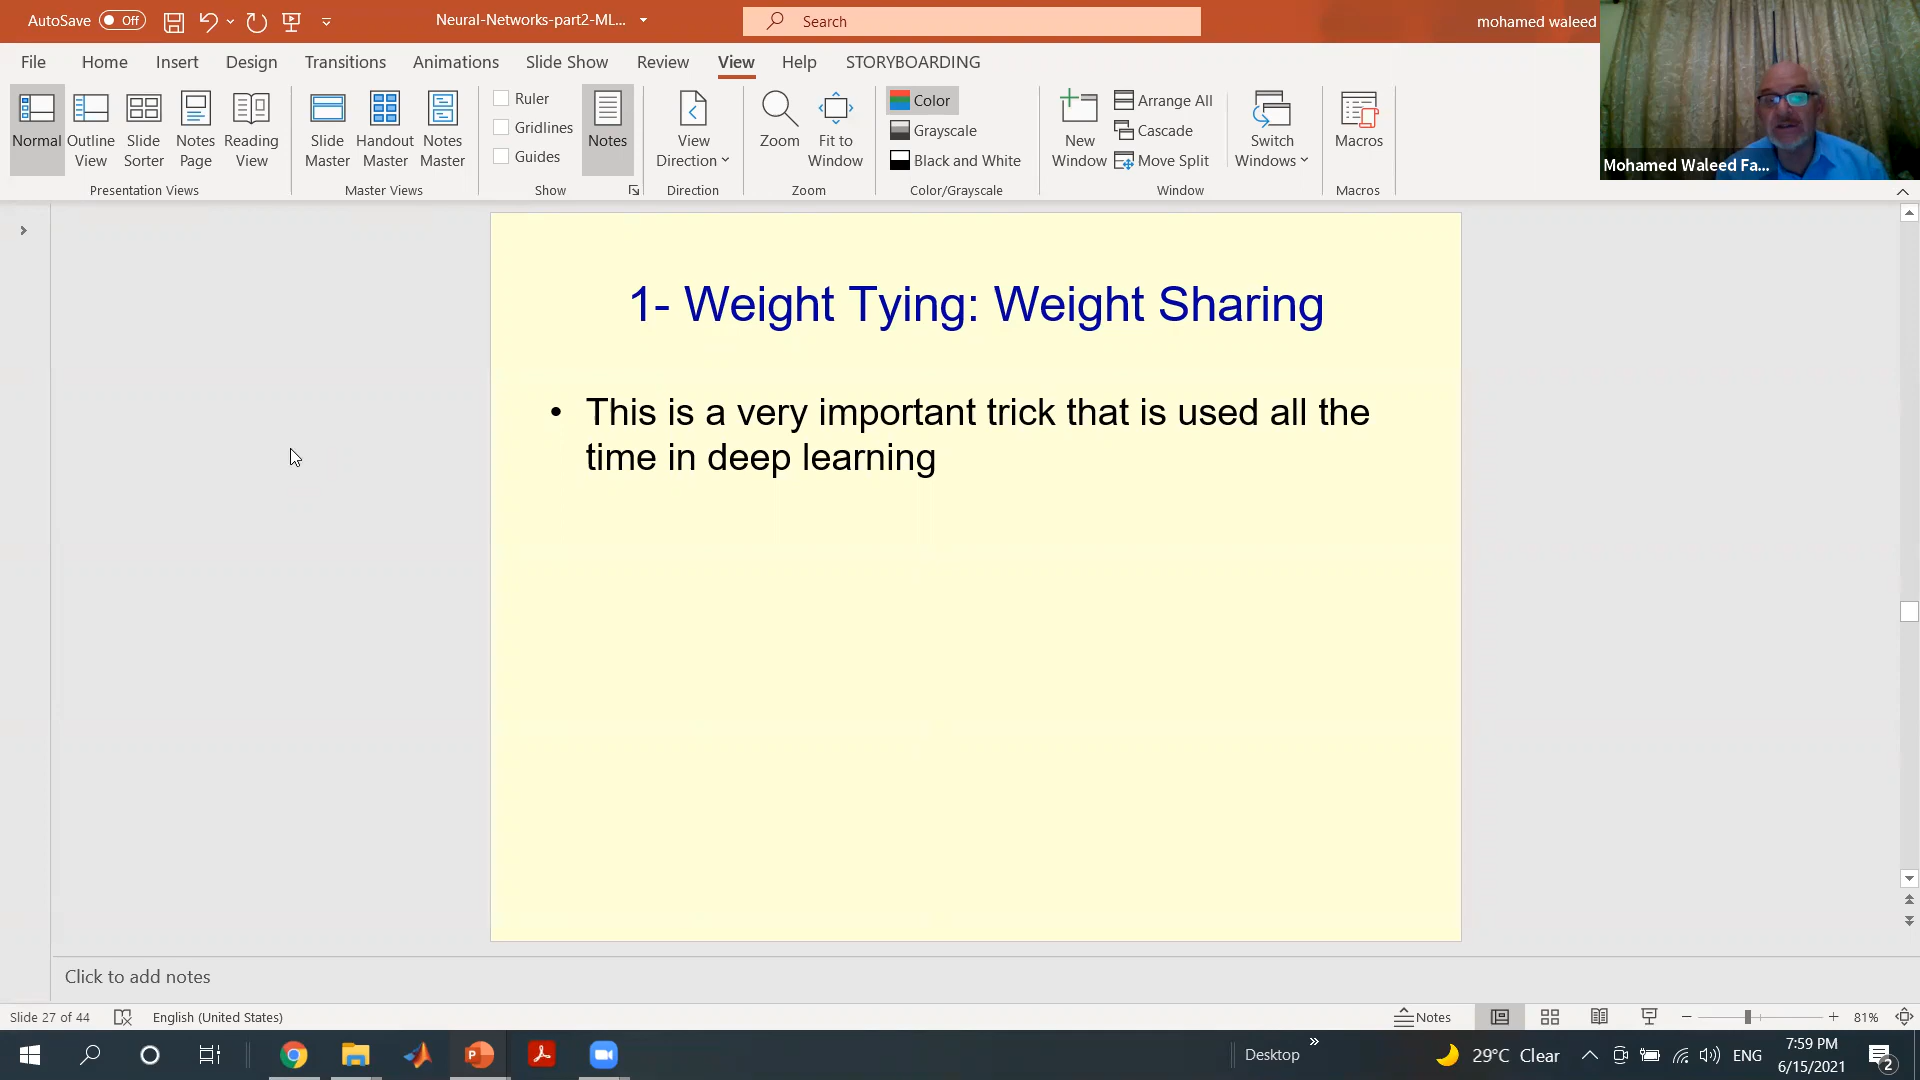 AutoSave Off
Neural-Networks-part2-ML...
Search
mohamed waleed
File Home Insert Design Transitions Animations Slide Show Review View Help STORYBOARDING
Normal
Outline View
Slide Sorter
Notes Page
Reading View
Presentation Views
Slide Master
Handout Master
Notes Master
Master Views
Ruler
Gridlines
Guides
Show
Notes
View Direction
Direction
Zoom
Fit to Window
Zoom
Color
Grayscale
Black and White
Color/Grayscale
New Window
Arrange All
Cascade
Move Split
Switch Windows
Window
Macros
Macros
Mohamed Waleed Fa...
1- Weight Tying: Weight Sharing
• This is a very important trick that is used all the
time in deep learning
Click to add notes
Slide 27 of 44
English (United States)
Notes
81%
Desktop
29°C Clear
ENG
7:59 PM
6/15/2021
2